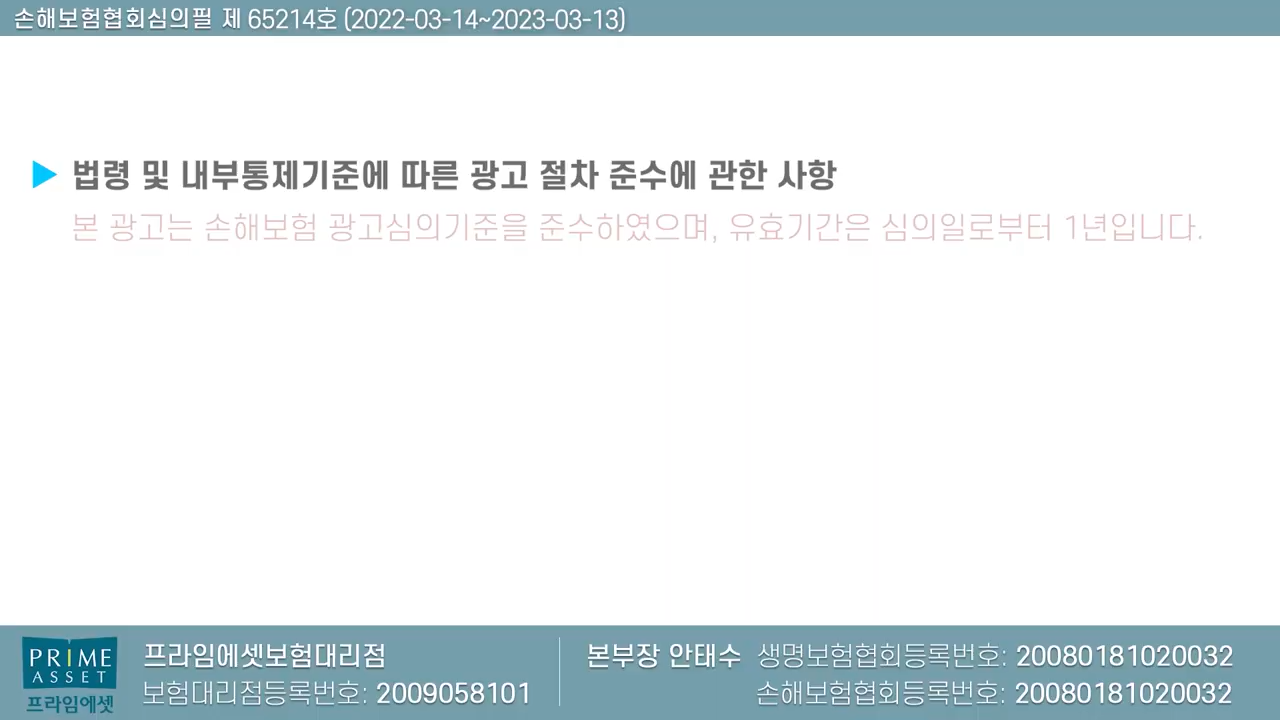 손해보험협회심의필 제 65214호 (2022-03-14~2023-03-13)
▶ 법령 및 내부통제기준에 따른 광고 절차 준수에 관한 사항
본 광고는 손해보험 광고심의기준을 준수하였으며, 유효기간은 심의일로부터 1년입니다.
PRIME
ASSET
프라임에셋
프라임에셋보험대리점
보험대리점등록번호: 2009058101
본부장 안태수 생명보험협회등록번호: 20080181020032
손해보험협회등록번호: 20080181020032